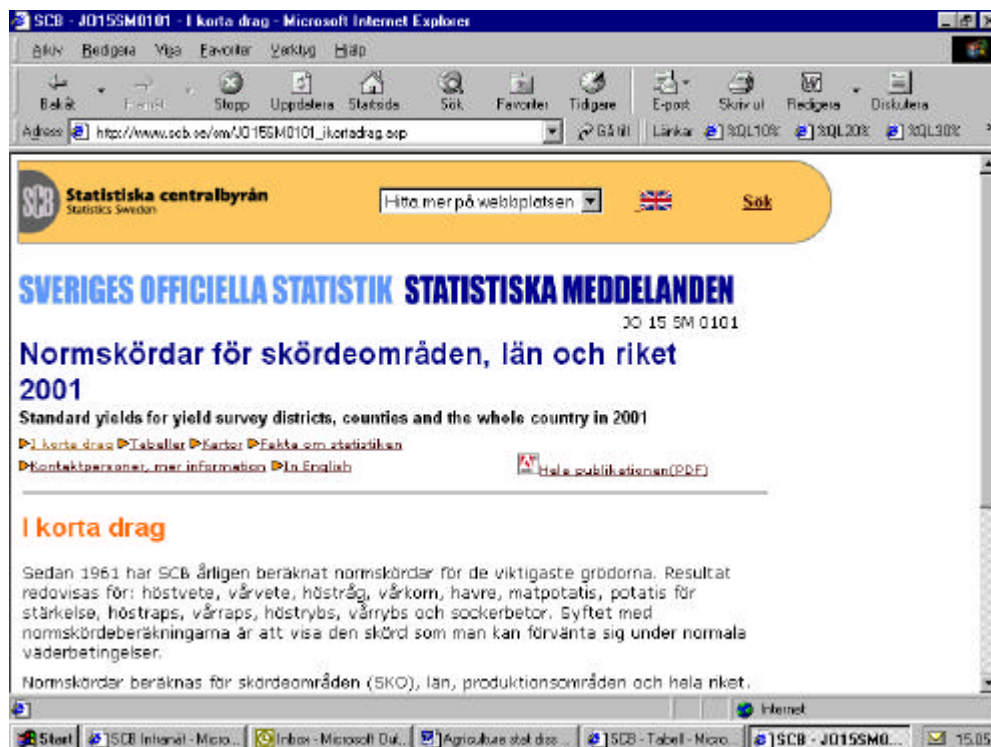 SCB - JO15SM0101 - I korta drag - Microsoft Internet Explorer
Arkiv Redigera Visa Favoriter Verktyg Hjälp
Bakåt Framåt Stopp Uppdatera Startsida Sök Favoriter Tidigare E-post Skriv ut Redigera Diskutera
Adress http://www.scb.se/sm/JO15SM0101_ikortadrag.asp Gå till Länkar %QL10% %QL20% %QL30% »
SCB Statistiska centralbyrån Hitta mer på webbplatsen Sök
Statistics Sweden
SVERIGES OFFICIELLA STATISTIK STATISTISKA MEDDELANDEN
JO 15 SM 0101
Normskördar för skördeområden, län och riket
2001
Standard yields for yield survey districts, counties and the whole country in 2001
I korta drag Tabeller Kartor Fakta om statistiken
Kontaktpersoner, mer information In English Hela publikationen(PDF)
I korta drag
Sedan 1961 har SCB årligen beräknat normskördar för de viktigaste grödorna. Resultat
redovisas för: höstvete, vårvete, höstråg, vårkorn, havre, matpotatis, potatis för
stärkelse, höstraps, vårraps, höstrybs, vårrybs och sockerbetor. Syftet med
normskördeberäkningarna är att visa den skörd som man kan förvänta sig under normala
väderbetingelser.
Normskördar beräknas för skördeområden (SKO), län, produktionsområden och hela riket.
Internet
Start SCB Intranät - Micro... Inbox - Microsoft Out... Agriculture stat diss... SCB - Tabell - Micro... SCB - JO15SM0... 15.05